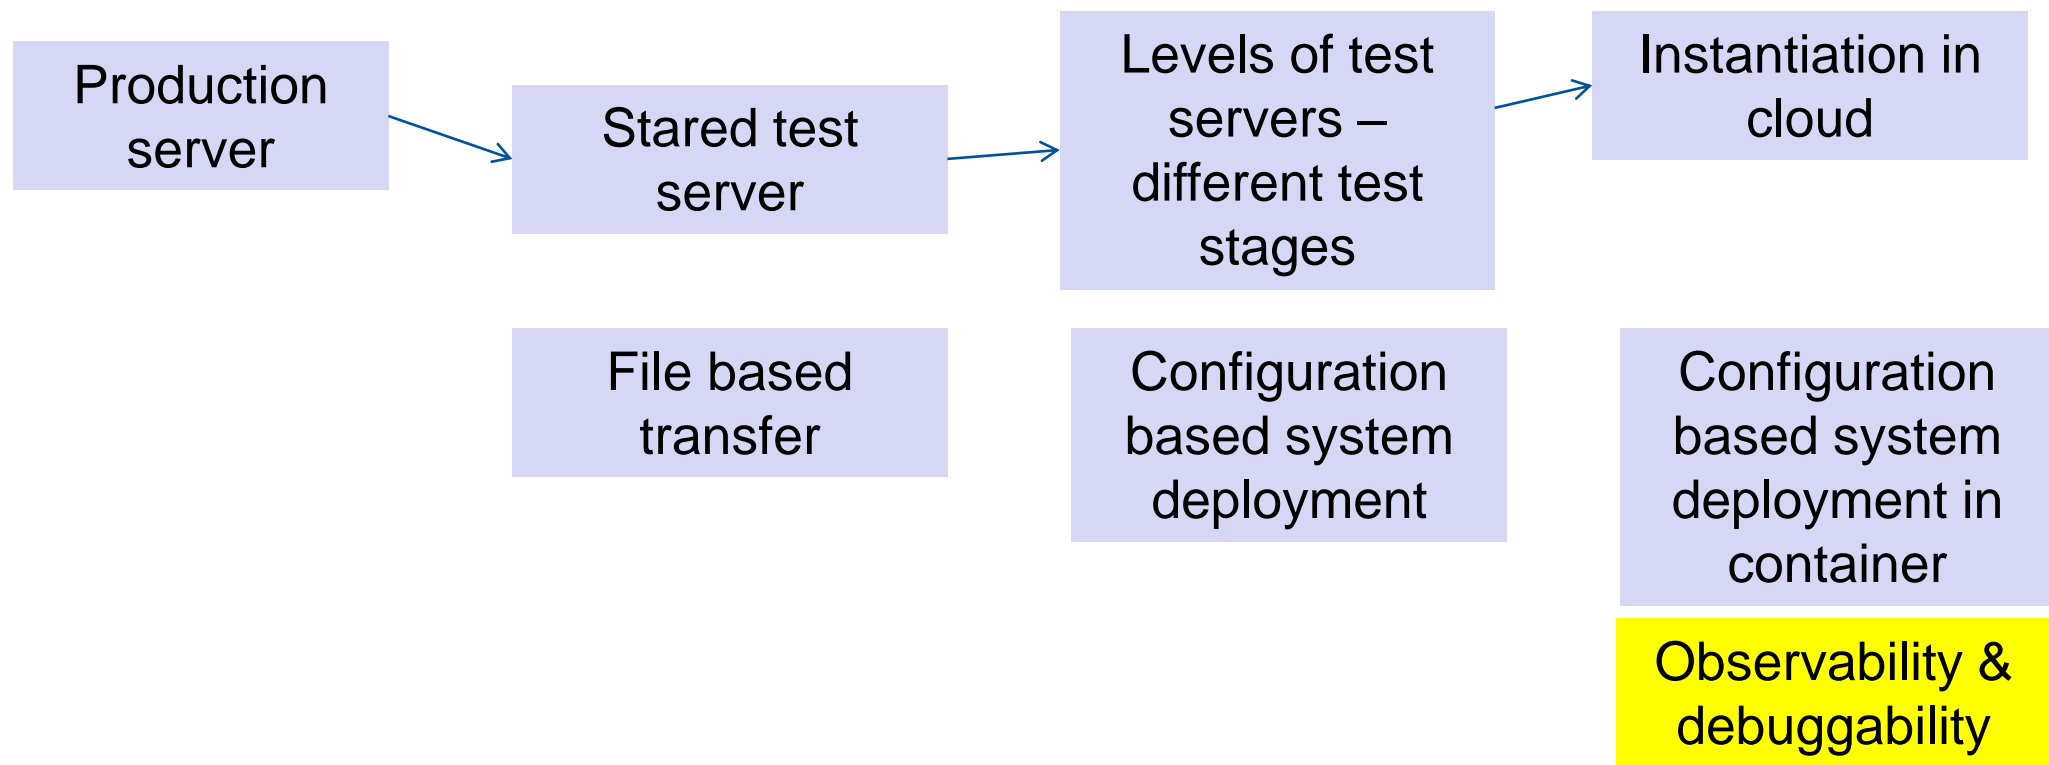 Production
server
Stared test
server
Levels of test
servers –
different test
stages
Instantiation in
cloud
File based
transfer
Configuration
based system
deployment
Configuration
based system
deployment in
container
Observability &
debuggability